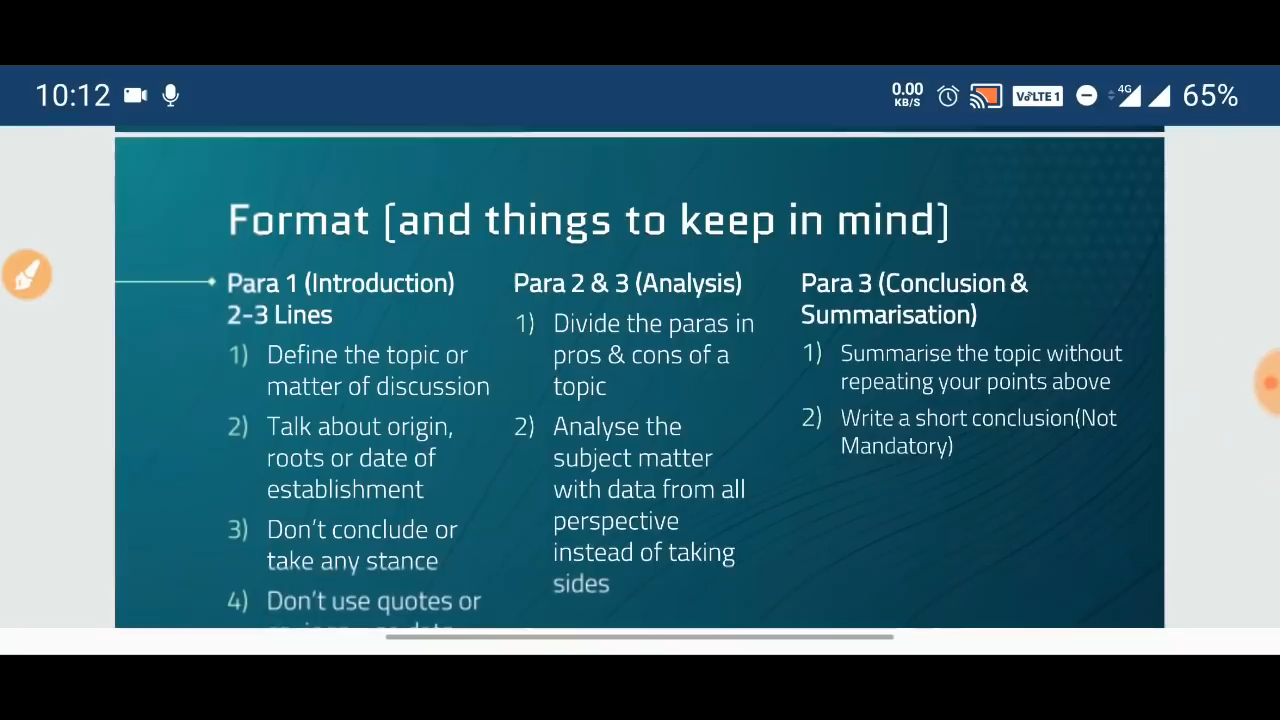 10:12
0.00
KB/S
VoLTE 1
4G
65%
Format [and things to keep in mind]
Para 1 (Introduction)
2-3 Lines
1) Define the topic or
matter of discussion
2) Talk about origin,
roots or date of
establishment
3) Don't conclude or
take any stance
4) Don't use quotes or
Para 2 & 3 (Analysis)
1) Divide the paras in
pros & cons of a
topic
2) Analyse the
subject matter
with data from all
perspective
instead of taking
sides
Para 3 (Conclusion &
Summarisation)
1) Summarise the topic without
repeating your points above
2) Write a short conclusion(Not
Mandatory)